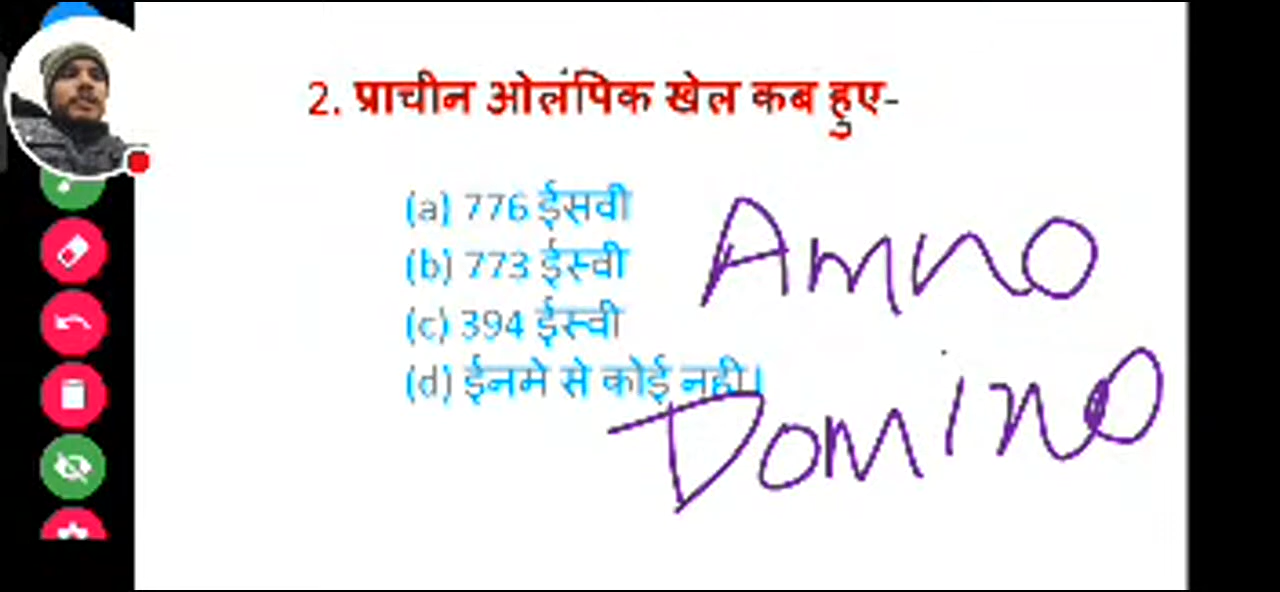 2. प्राचीन ओलंपिक खेल कब हुए-
(a) 776 ईसवी
(b) 773 ईस्वी
(c) 394 ईस्वी
(d) ईनमे से कोई नही।
Amno
Domino